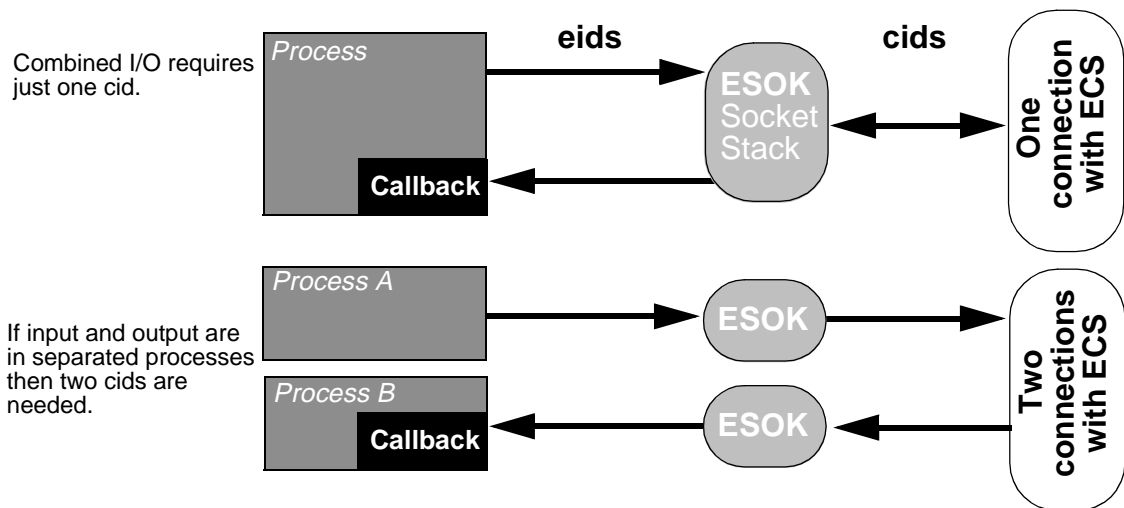 eids
cids
Combined I/O requires
just one cid.
Process
Callback
ESOK
Socket
Stack
One
connection
with ECS
If input and output are
in separated processes
then two cids are
needed.
Process A
ESOK
Process B
Callback
ESOK
Two
connections
with ECS